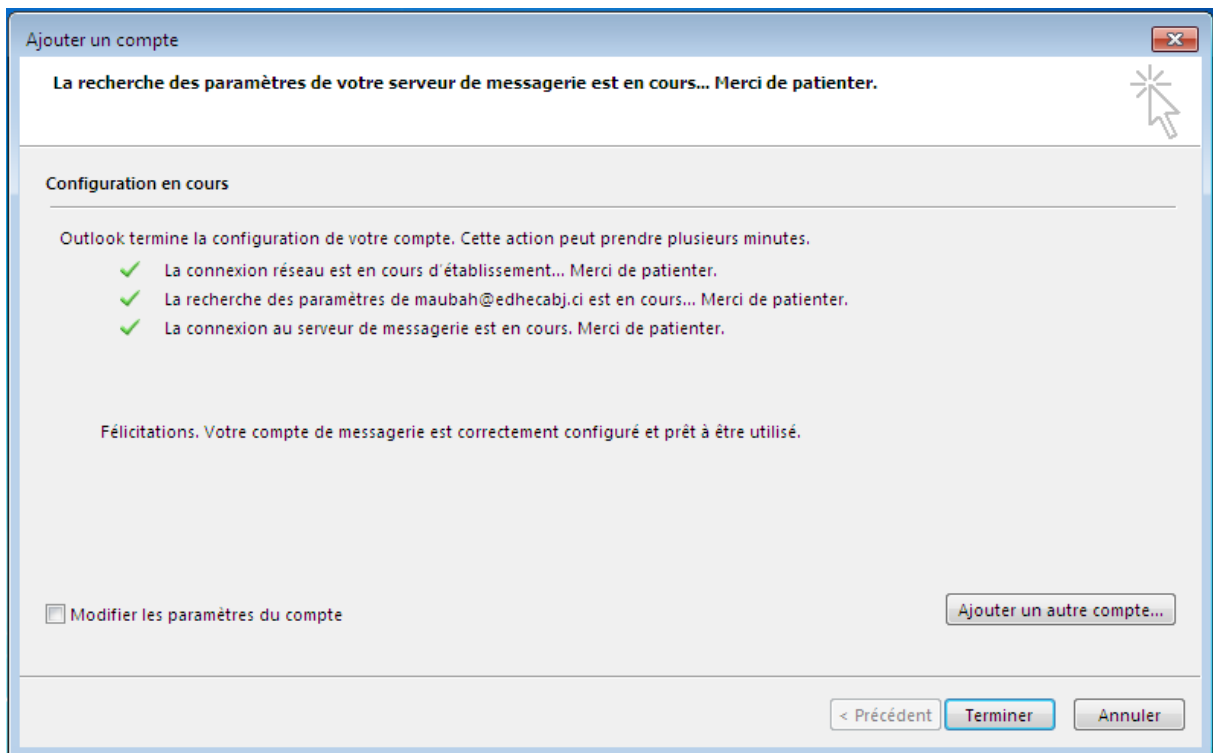 Ajouter un compte
La recherche des paramètres de votre serveur de messagerie est en cours... Merci de patienter.
Configuration en cours
Outlook termine la configuration de votre compte. Cette action peut prendre plusieurs minutes.
La connexion réseau est en cours d'établissement... Merci de patienter.
La recherche des paramètres de maubah@edhecabj.ci est en cours... Merci de patienter.
La connexion au serveur de messagerie est en cours. Merci de patienter.
Félicitations. Votre compte de messagerie est correctement configuré et prêt à être utilisé.
Modifier les paramètres du compte
Ajouter un autre compte...
< Précédent
Terminer
Annuler